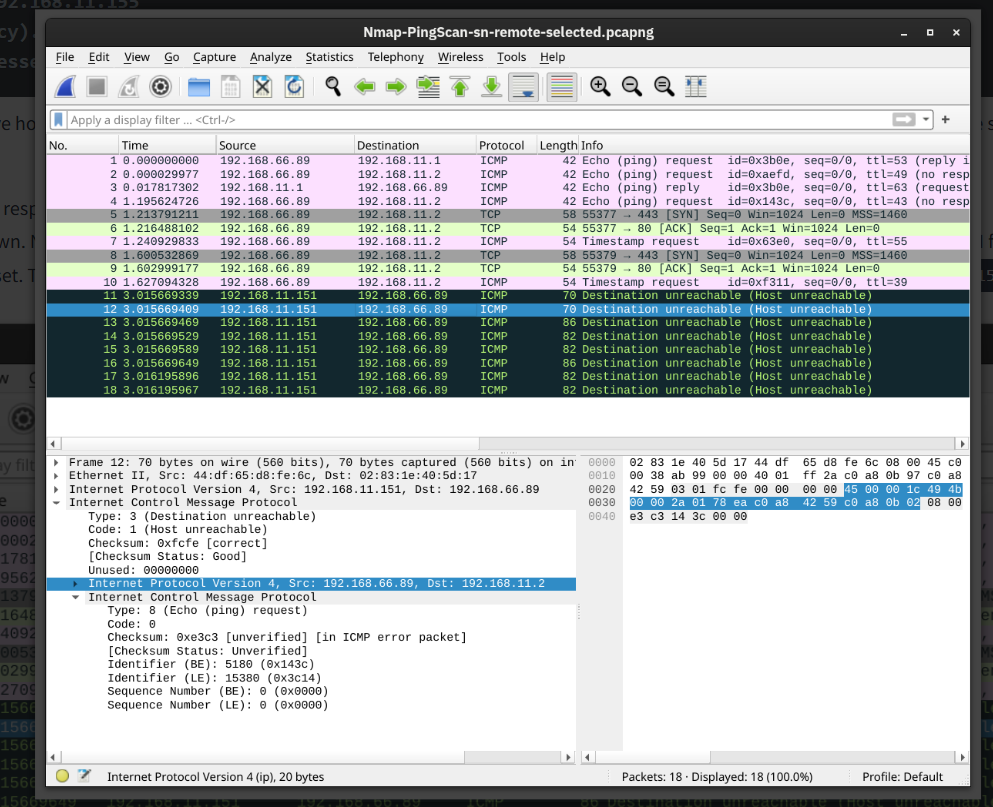 92.168.11.155
Nmap-PingScan-sn-remote-selected.pcapng
File Edit View Go Capture Analyze Statistics Telephony Wireless Tools Help
Apply a display filter ... <Ctrl-/>
No. Time Source Destination Protocol Length Info
1 0.000000000 192.168.66.89 192.168.11.1 ICMP 42 Echo (ping) request id=0x3b0e, seq=0/0, ttl=53 (reply i
2 0.000029977 192.168.66.89 192.168.11.2 ICMP 42 Echo (ping) request id=0xaefd, seq=0/0, ttl=49 (no resp
3 0.017817302 192.168.11.1 192.168.66.89 ICMP 42 Echo (ping) reply id=0x3b0e, seq=0/0, ttl=63 (request
4 1.195624726 192.168.66.89 192.168.11.2 ICMP 42 Echo (ping) request id=0x143c, seq=0/0, ttl=43 (no resp
5 1.213791211 192.168.66.89 192.168.11.2 TCP 58 55377 → 443 [SYN] Seq=0 Win=1024 Len=0 MSS=1460
6 1.216488102 192.168.66.89 192.168.11.2 TCP 54 55377 → 80 [ACK] Seq=1 Ack=1 Win=1024 Len=0
7 1.240929833 192.168.66.89 192.168.11.2 ICMP 54 Timestamp request id=0x63e0, seq=0/0, ttl=55
8 1.600532869 192.168.66.89 192.168.11.2 TCP 58 55379 → 443 [SYN] Seq=0 Win=1024 Len=0 MSS=1460
9 1.602999177 192.168.66.89 192.168.11.2 TCP 54 55379 → 80 [ACK] Seq=1 Ack=1 Win=1024 Len=0
10 1.627094328 192.168.66.89 192.168.11.2 ICMP 54 Timestamp request id=0xf311, seq=0/0, ttl=39
11 3.015669339 192.168.11.151 192.168.66.89 ICMP 70 Destination unreachable (Host unreachable)
12 3.015669409 192.168.11.151 192.168.66.89 ICMP 70 Destination unreachable (Host unreachable)
13 3.015669469 192.168.11.151 192.168.66.89 ICMP 86 Destination unreachable (Host unreachable)
14 3.015669529 192.168.11.151 192.168.66.89 ICMP 82 Destination unreachable (Host unreachable)
15 3.015669589 192.168.11.151 192.168.66.89 ICMP 82 Destination unreachable (Host unreachable)
16 3.015669649 192.168.11.151 192.168.66.89 ICMP 86 Destination unreachable (Host unreachable)
17 3.016195896 192.168.11.151 192.168.66.89 ICMP 82 Destination unreachable (Host unreachable)
18 3.016195967 192.168.11.151 192.168.66.89 ICMP 82 Destination unreachable (Host unreachable)
Frame 12: 70 bytes on wire (560 bits), 70 bytes captured (560 bits) on in
Ethernet II, Src: 44:df:65:d8:fe:6c, Dst: 02:83:1e:40:5d:17
Internet Protocol Version 4, Src: 192.168.11.151, Dst: 192.168.66.89
Internet Control Message Protocol
Type: 3 (Destination unreachable)
Code: 1 (Host unreachable)
Checksum: 0xfcfe [correct]
[Checksum Status: Good]
Unused: 00000000
Internet Protocol Version 4, Src: 192.168.66.89, Dst: 192.168.11.2
Internet Control Message Protocol
Type: 8 (Echo (ping) request)
Code: 0
Checksum: 0xe3c3 [unverified] [in ICMP error packet]
[Checksum Status: Unverified]
Identifier (BE): 5180 (0x143c)
Identifier (LE): 15380 (0x3c14)
Sequence Number (BE): 0 (0x0000)
Sequence Number (LE): 0 (0x0000)
0000 02 83 1e 40 5d 17 44 df 65 d8 fe 6c 08 00 45 c0
0010 00 38 ab 99 00 00 40 01 ff 2a c0 a8 0b 97 c0 a8
0020 42 59 03 01 fc fe 00 00 00 00 45 00 00 1c 49 4b
0030 00 00 2a 01 78 ea c0 a8 42 59 c0 a8 0b 02 08 00
0040 e3 c3 14 3c 00 00
Internet Protocol Version 4 (ip), 20 bytes
Packets: 18 · Displayed: 18 (100.0%)
Profile: Default